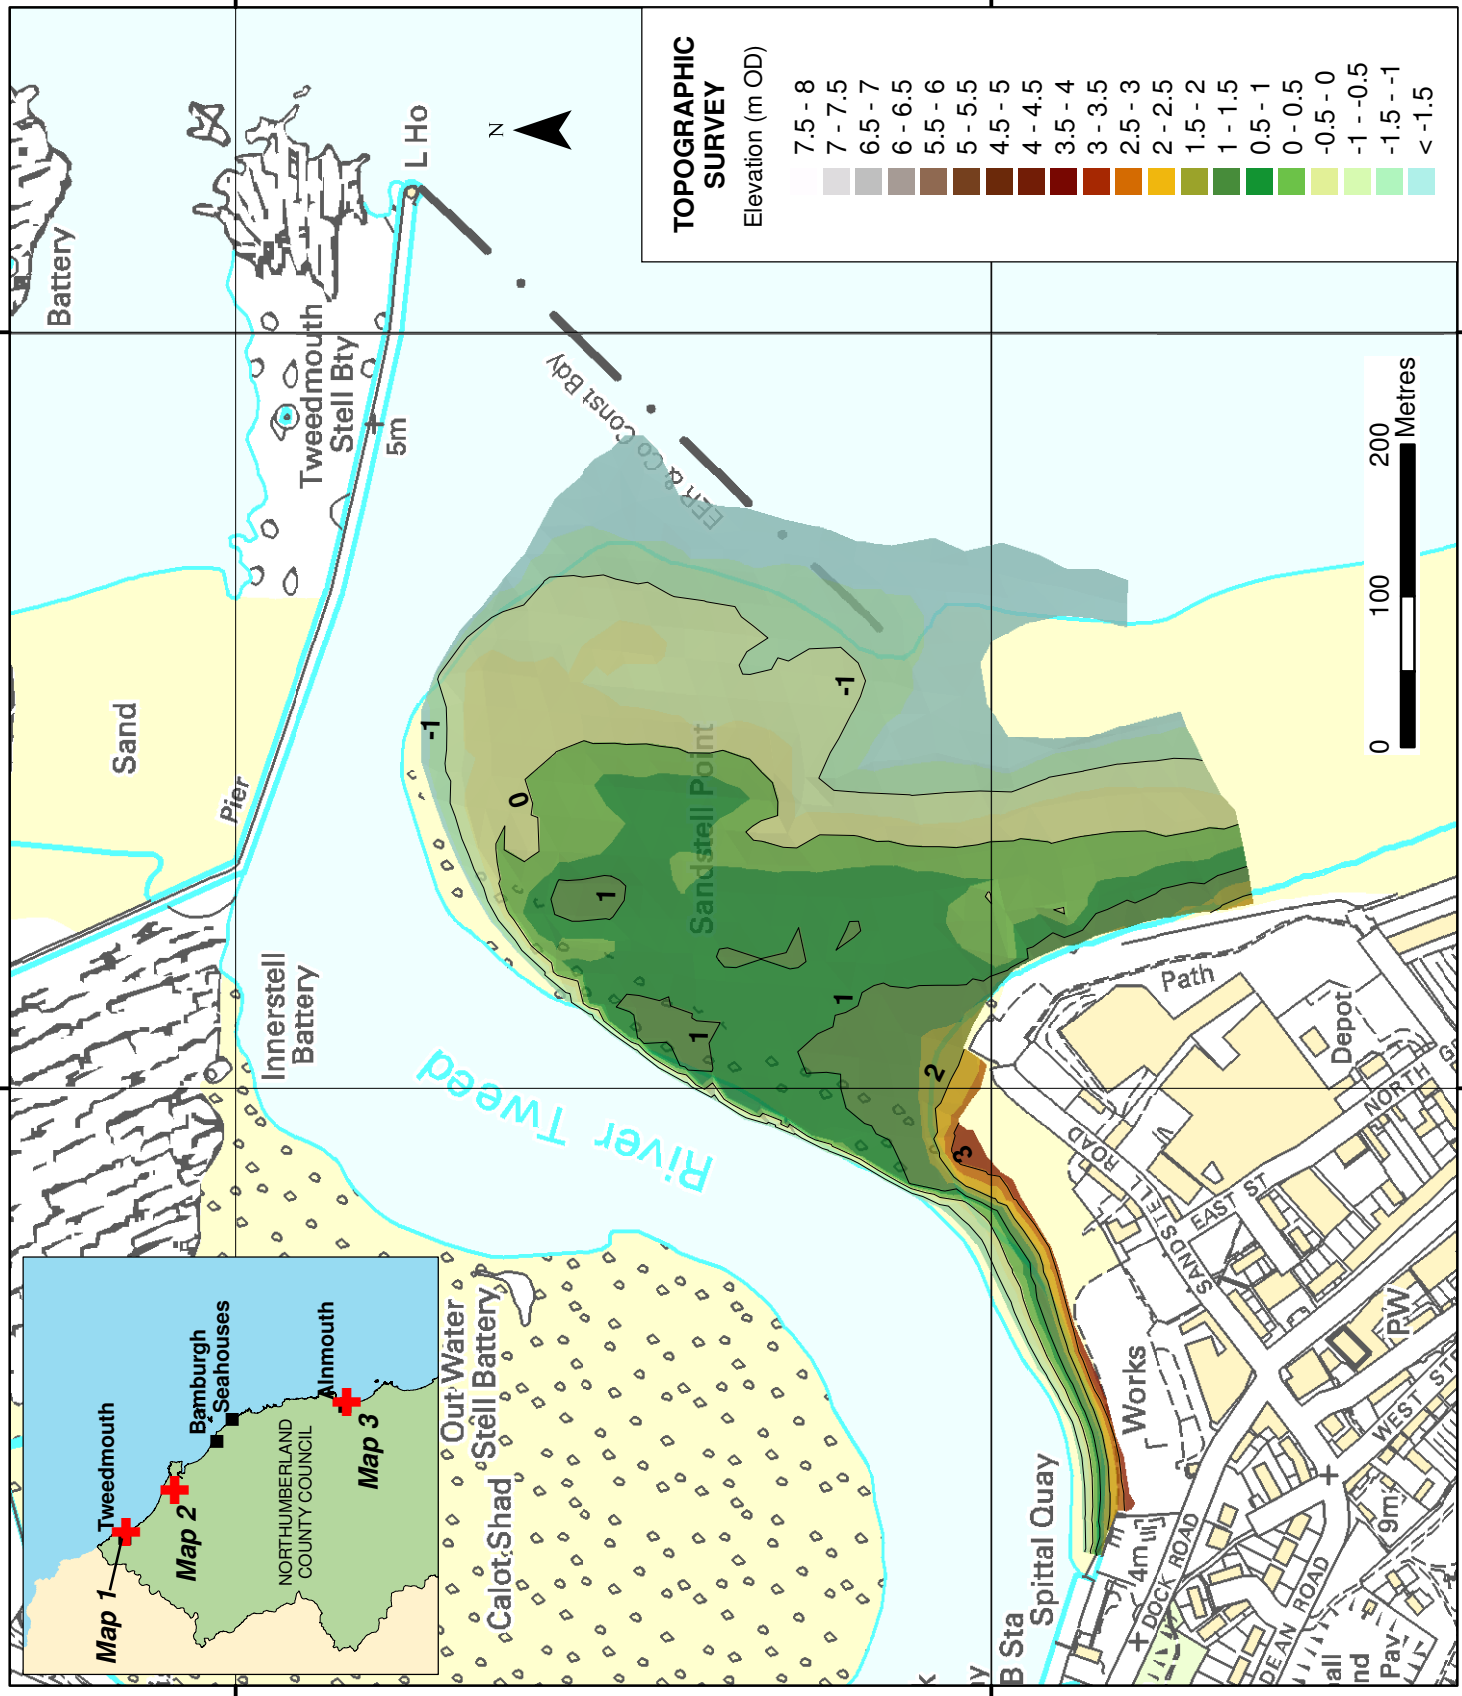 TOPOGRAPHIC
SURVEY
Elevation (m OD)
7.5 - 8
7 - 7.5
6.5 - 7
6 - 6.5
5.5 - 6
5 - 5.5
4.5 - 5
4 - 4.5
3.5 - 4
3 - 3.5
2.5 - 3
2 - 2.5
1.5 - 2
1 - 1.5
0.5 - 1
0 - 0.5
-0.5 - 0
-1 - -0.5
-1.5 - -1
< -1.5
N
L Ho
Battery
Tweedmouth
Stell Bty
5m
EER & Co Const Bdy
Sand
Pier
Innerstell
Battery
River Tweed
Sandstell Point
-1
0
-1
1
1
1
2
3
0
100
200
Metres
Path
Depot
NORTH
SANDSTELL ROAD
EAST ST
WEST ST
PW
Works
Spittal Quay
B Sta
DOCK ROAD
DEAN ROAD
4m
9m
Pav
Out Water
Stell Battery
Calot Shad
Map 1
Tweedmouth
Map 2
Bamburgh
Seahouses
Alnmouth
Map 3
NORTHUMBERLAND
COUNTY COUNCIL